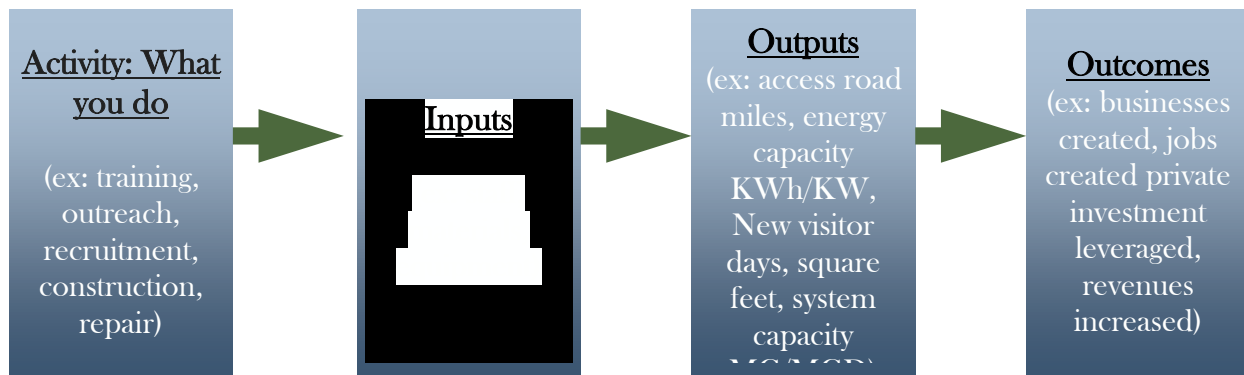 Activity: What
you do
(ex: training,
outreach,
recruitment,
construction,
repair)
Inputs
Outputs
(ex: access road
miles, energy
capacity
KWh/KW,
New visitor
days, square
feet, system
capacity
Outcomes
(ex: businesses
created, jobs
created private
investment
leveraged,
revenues
increased)